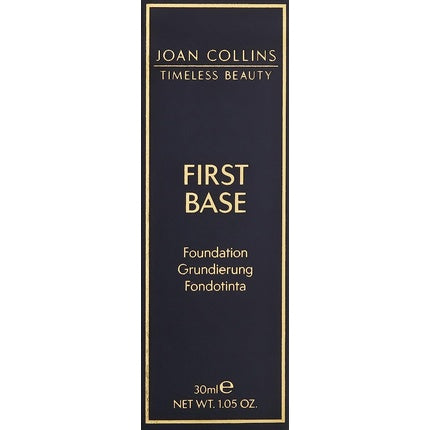 JOAN COLLINS
TIMELESS BEAUTY
FIRST
BASE
Foundation
Grundierung
Fondotinta
30ml ℮
NET WT. 1.05 OZ.